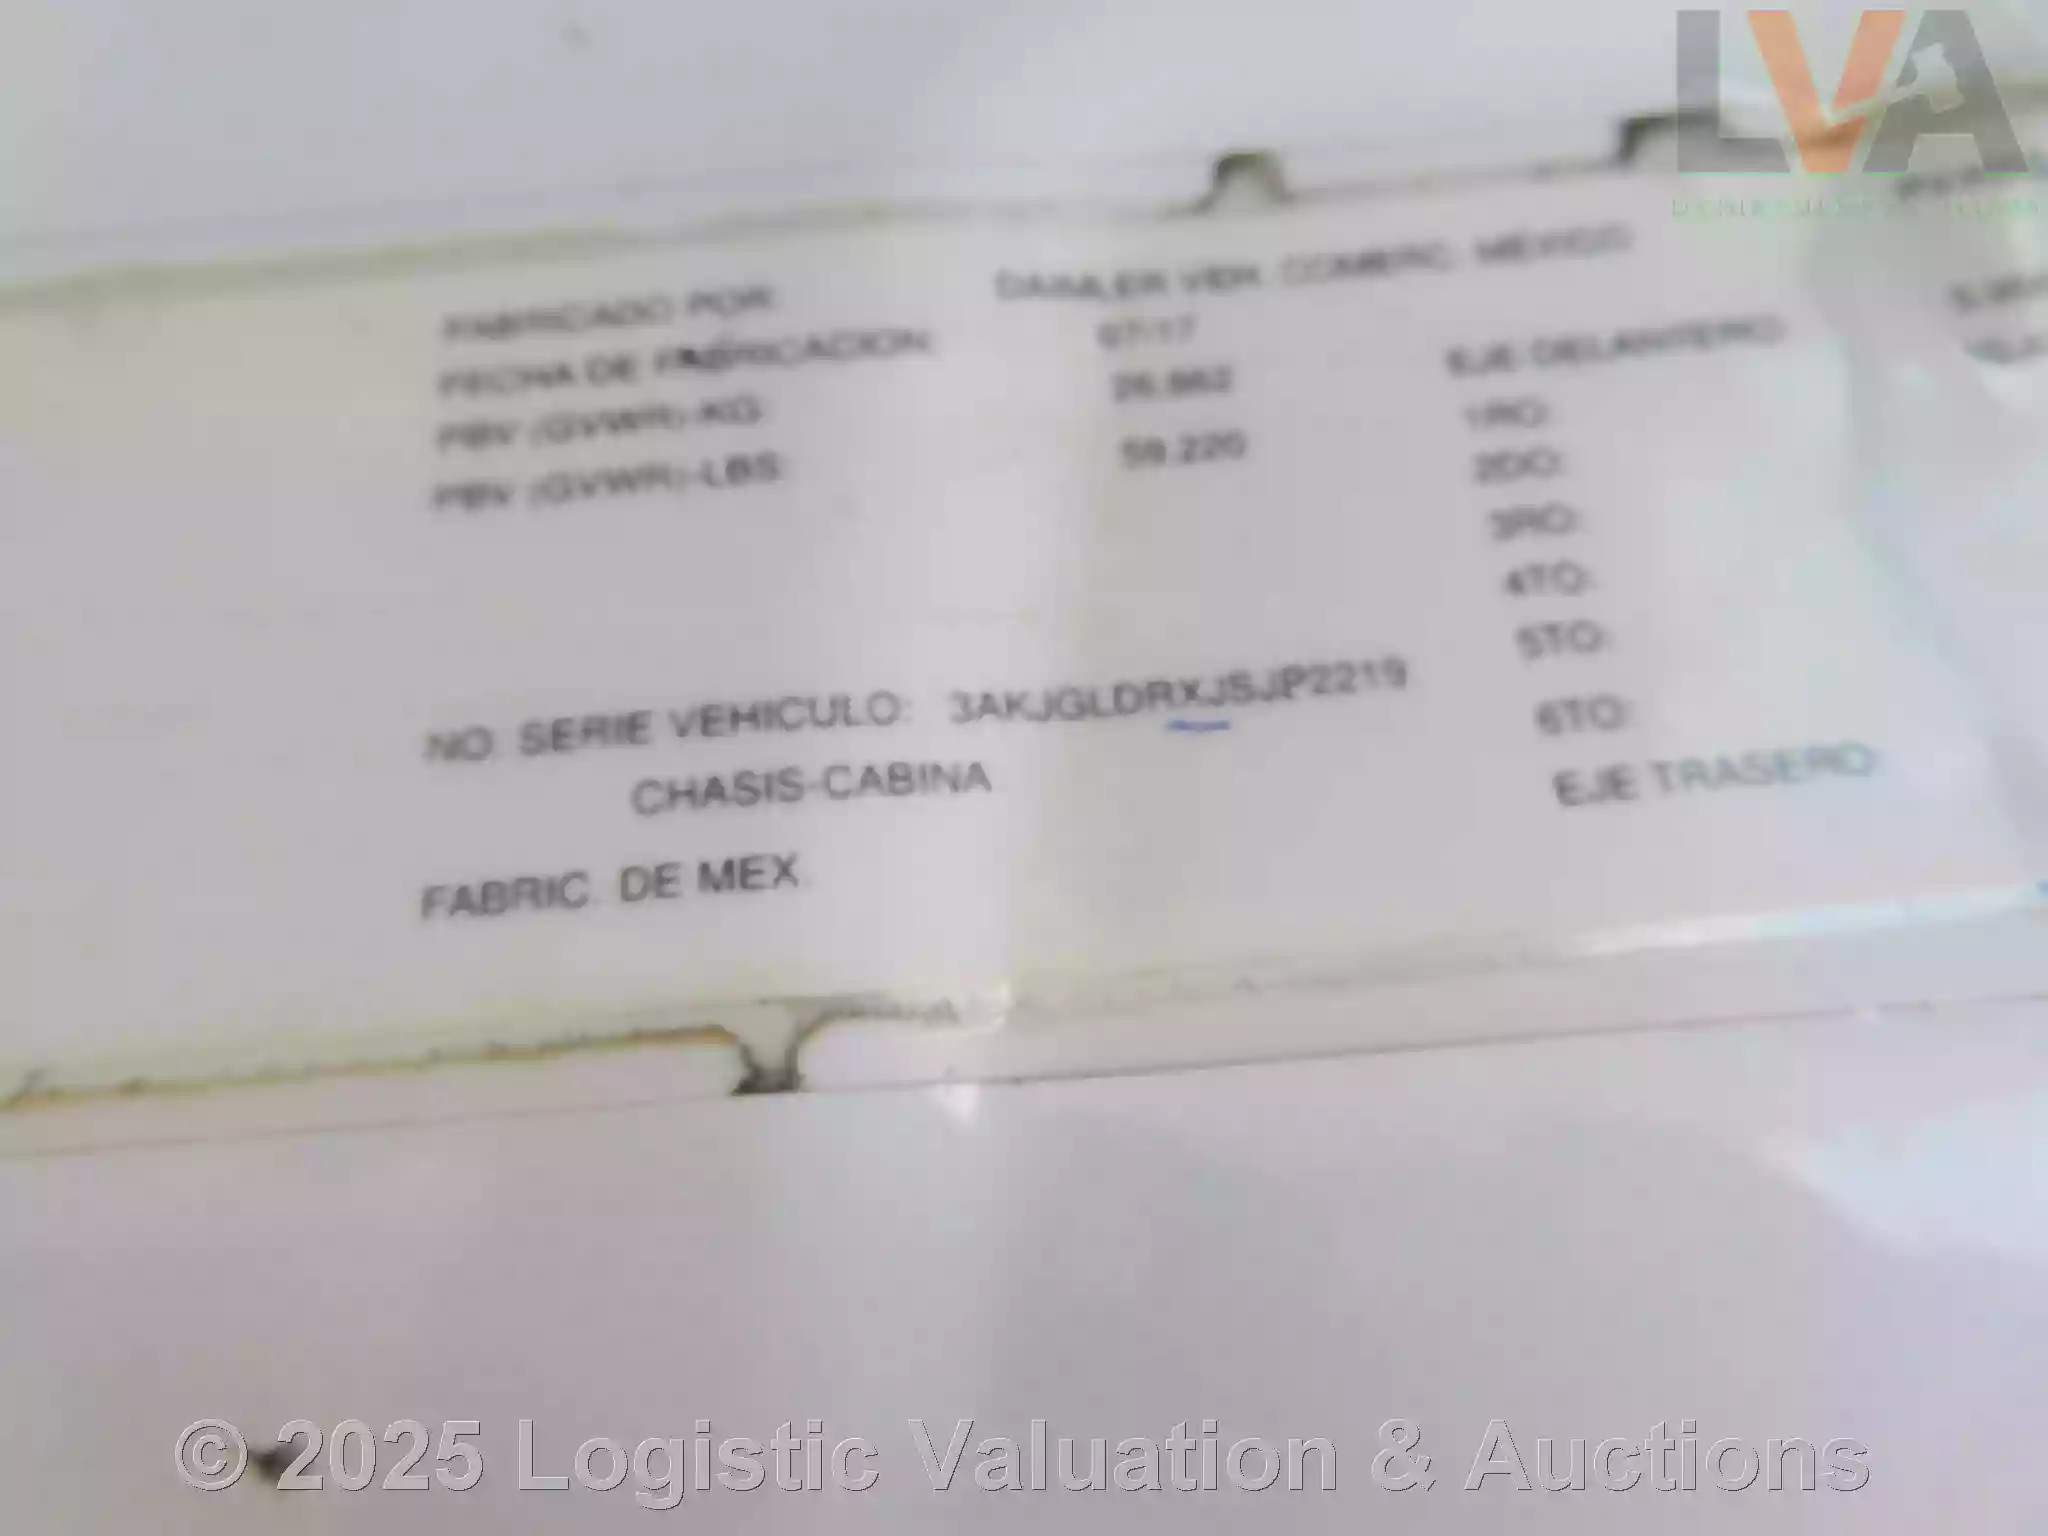 LVA
FABRICADO POR: DAIMLER VEH. COMERC. MEXICO
FECHA DE FABRICACION: 07/17
PBV (GVWR)-KG: 26,862 EJE DELANTERO
PBV (GVWR)-LBS: 59,220 1RO:
2DO:
3RO:
4TO:
5TO:
NO. SERIE VEHICULO: 3AKJGLDRXJSJP2219
6TO:
CHASIS-CABINA EJE TRASERO:
FABRIC. DE MEX.
© 2025 Logistic Valuation & Auctions